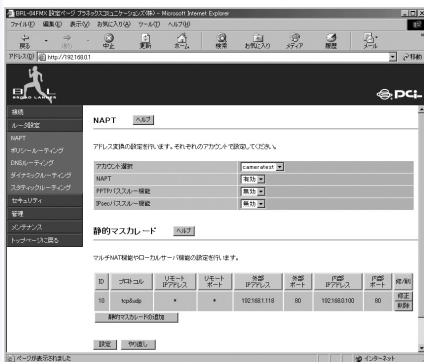 BRL-04FMX 設定ページ プラネックスコミュニケーションズ(株) - Microsoft Internet Explorer
ファイル(F) 編集(E) 表示(V) お気に入り(A) ツール(T) ヘルプ(H)
戻る 進む 中止 更新 ホーム 検索 お気に入り メディア 履歴 メール
アドレス(D) http://192.168.0.1 移動
BRL
BROAD LANNER
PCi
接続
ルータ設定
NAPT
ポリシールーティング
DNSルーティング
ダイナミックルーティング
スタティックルーティング
セキュリティ
管理
メンテナンス
トップページに戻る
NAPT ヘルプ
アドレス変換の設定を行います。それぞれのアカウントで設定してください。
アカウント選択 cameratest
NAPT 有効
PPTPパススルー機能 無効
IPsecパススルー機能 無効
静的マスカレード ヘルプ
マルチNAT機能やローカルサーバ機能の設定を行います。
ID プロトコル リモートIPアドレス リモートポート 外部IPアドレス 外部ポート 内部IPアドレス 内部ポート 修/削
10 tcp&udp * * 192.168.1.118 80 192.168.0.100 80 修正 削除
静的マスカレードの追加
設定 やり直し
ページが表示されました インターネット